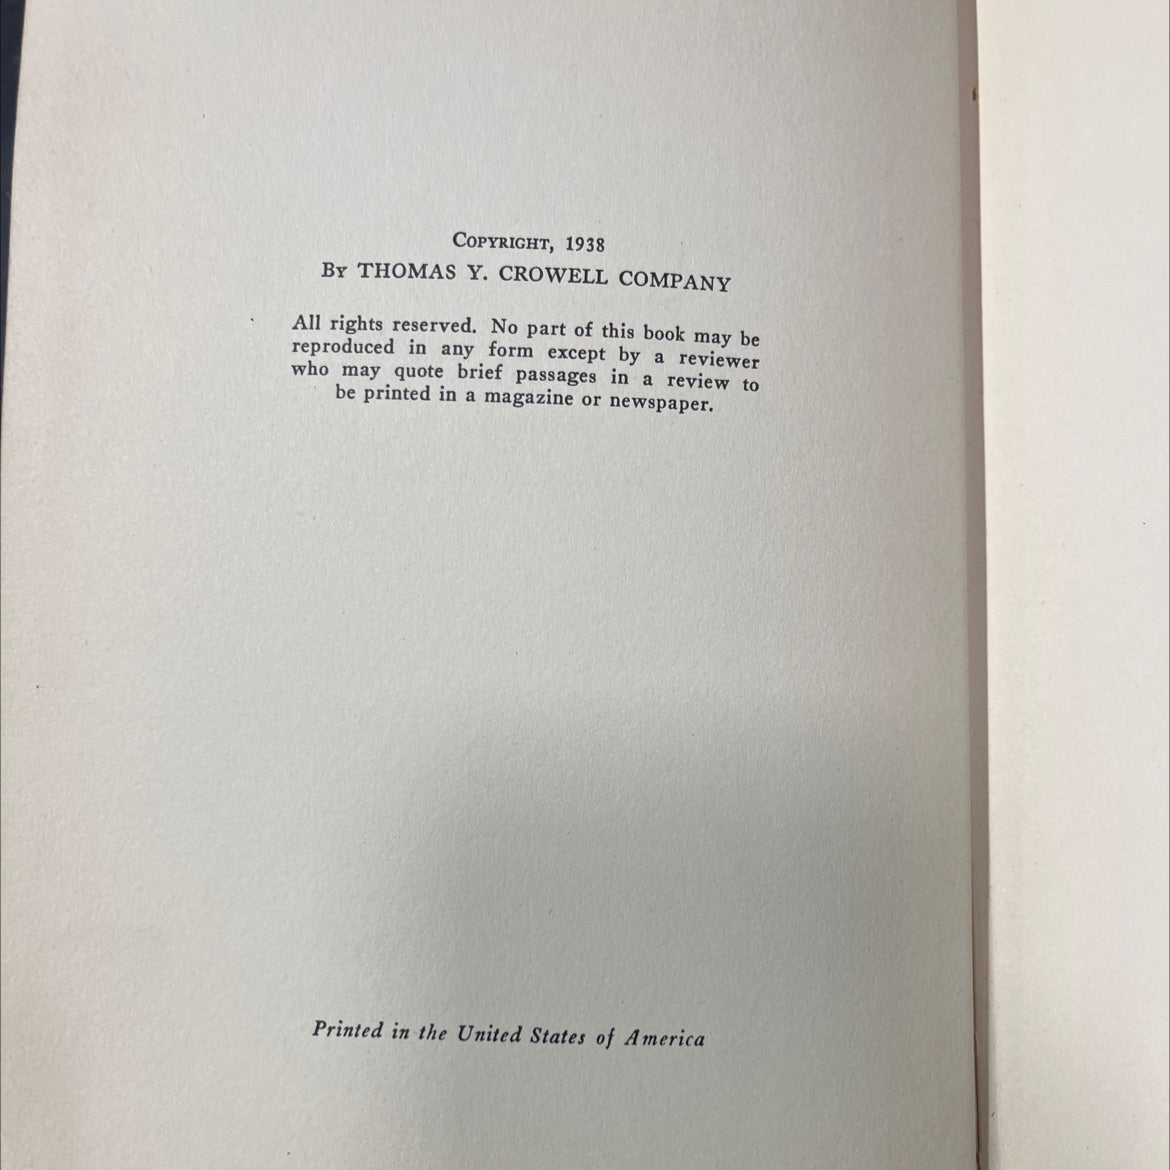 Copyright, 1938
By THOMAS Y. CROWELL COMPANY
All rights reserved. No part of this book may be
reproduced in any form except by a reviewer
who may quote brief passages in a review to
be printed in a magazine or newspaper.
Printed in the United States of America